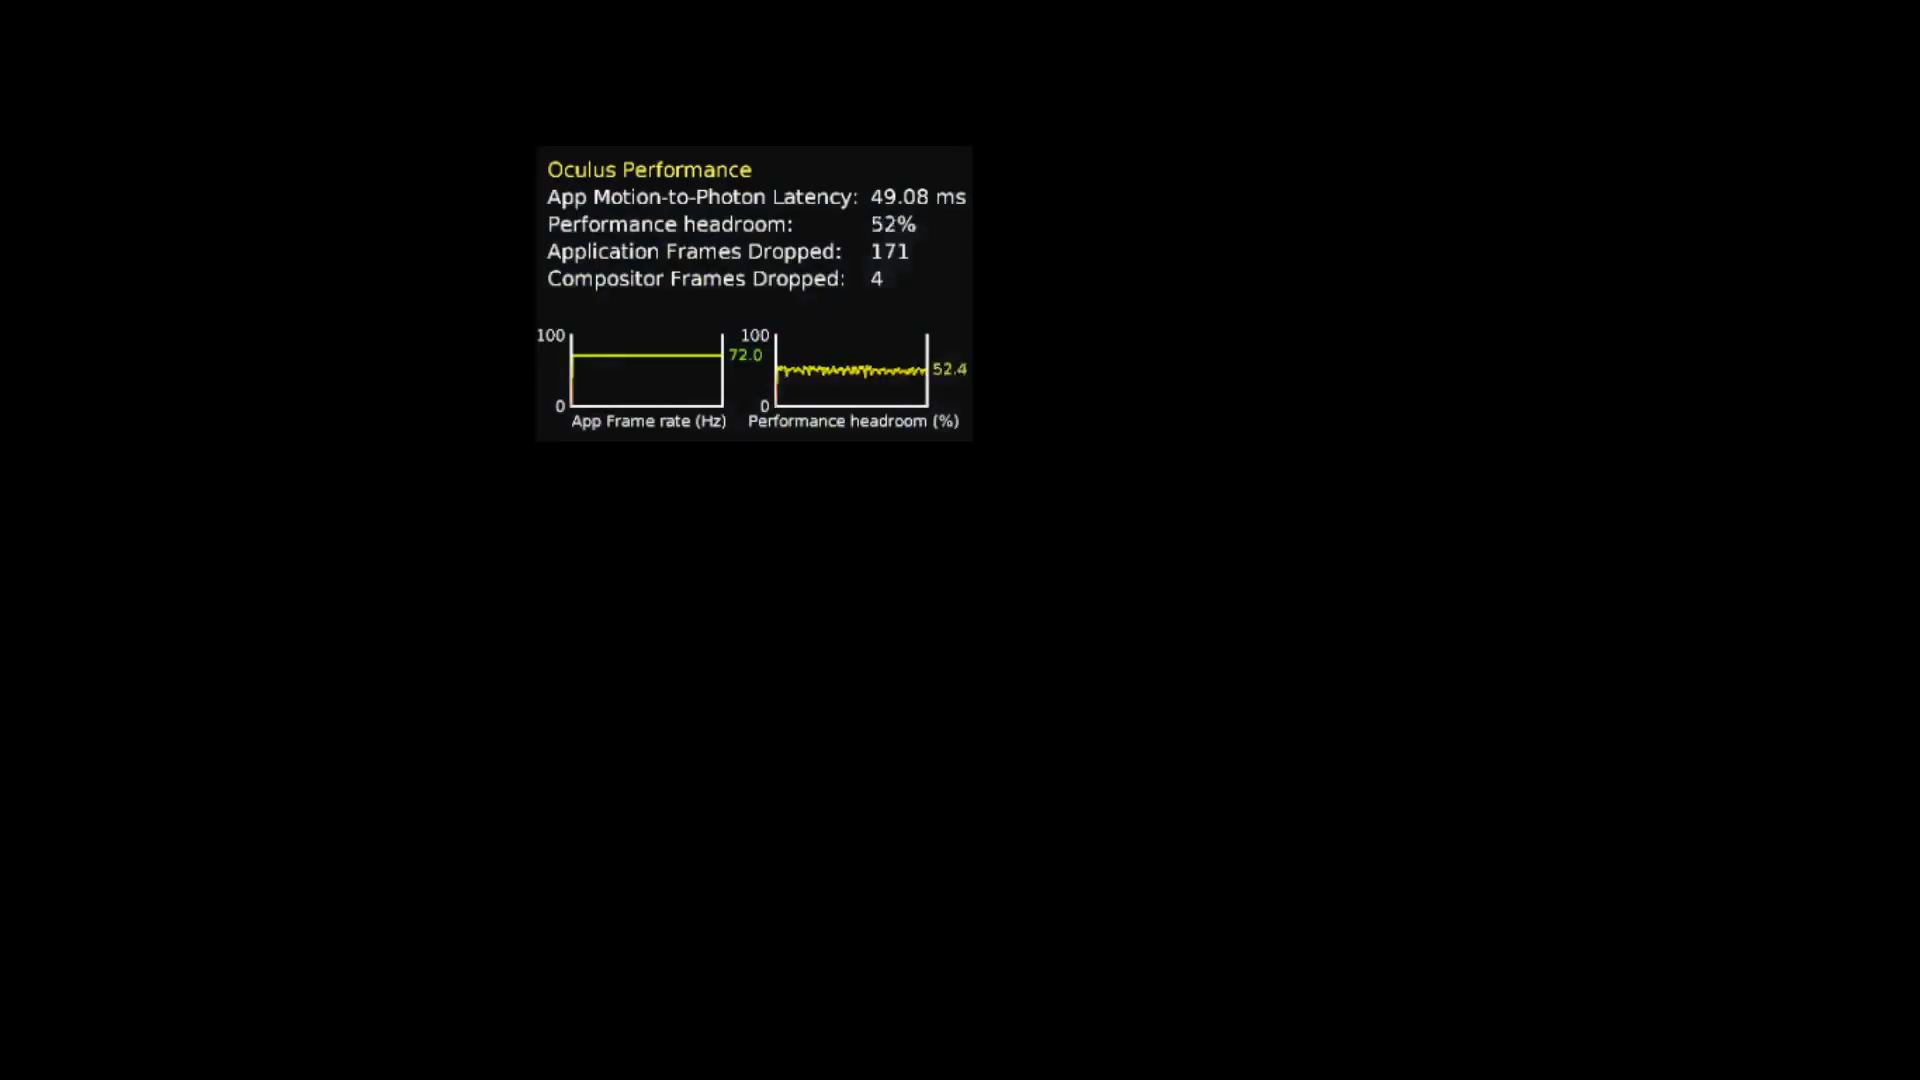 Oculus Performance
App Motion-to-Photon Latency: 49.08 ms
Performance headroom: 52%
Application Frames Dropped: 171
Compositor Frames Dropped: 4
100 100
72.0 52.4
0 0
App Frame rate (Hz) Performance headroom (%)